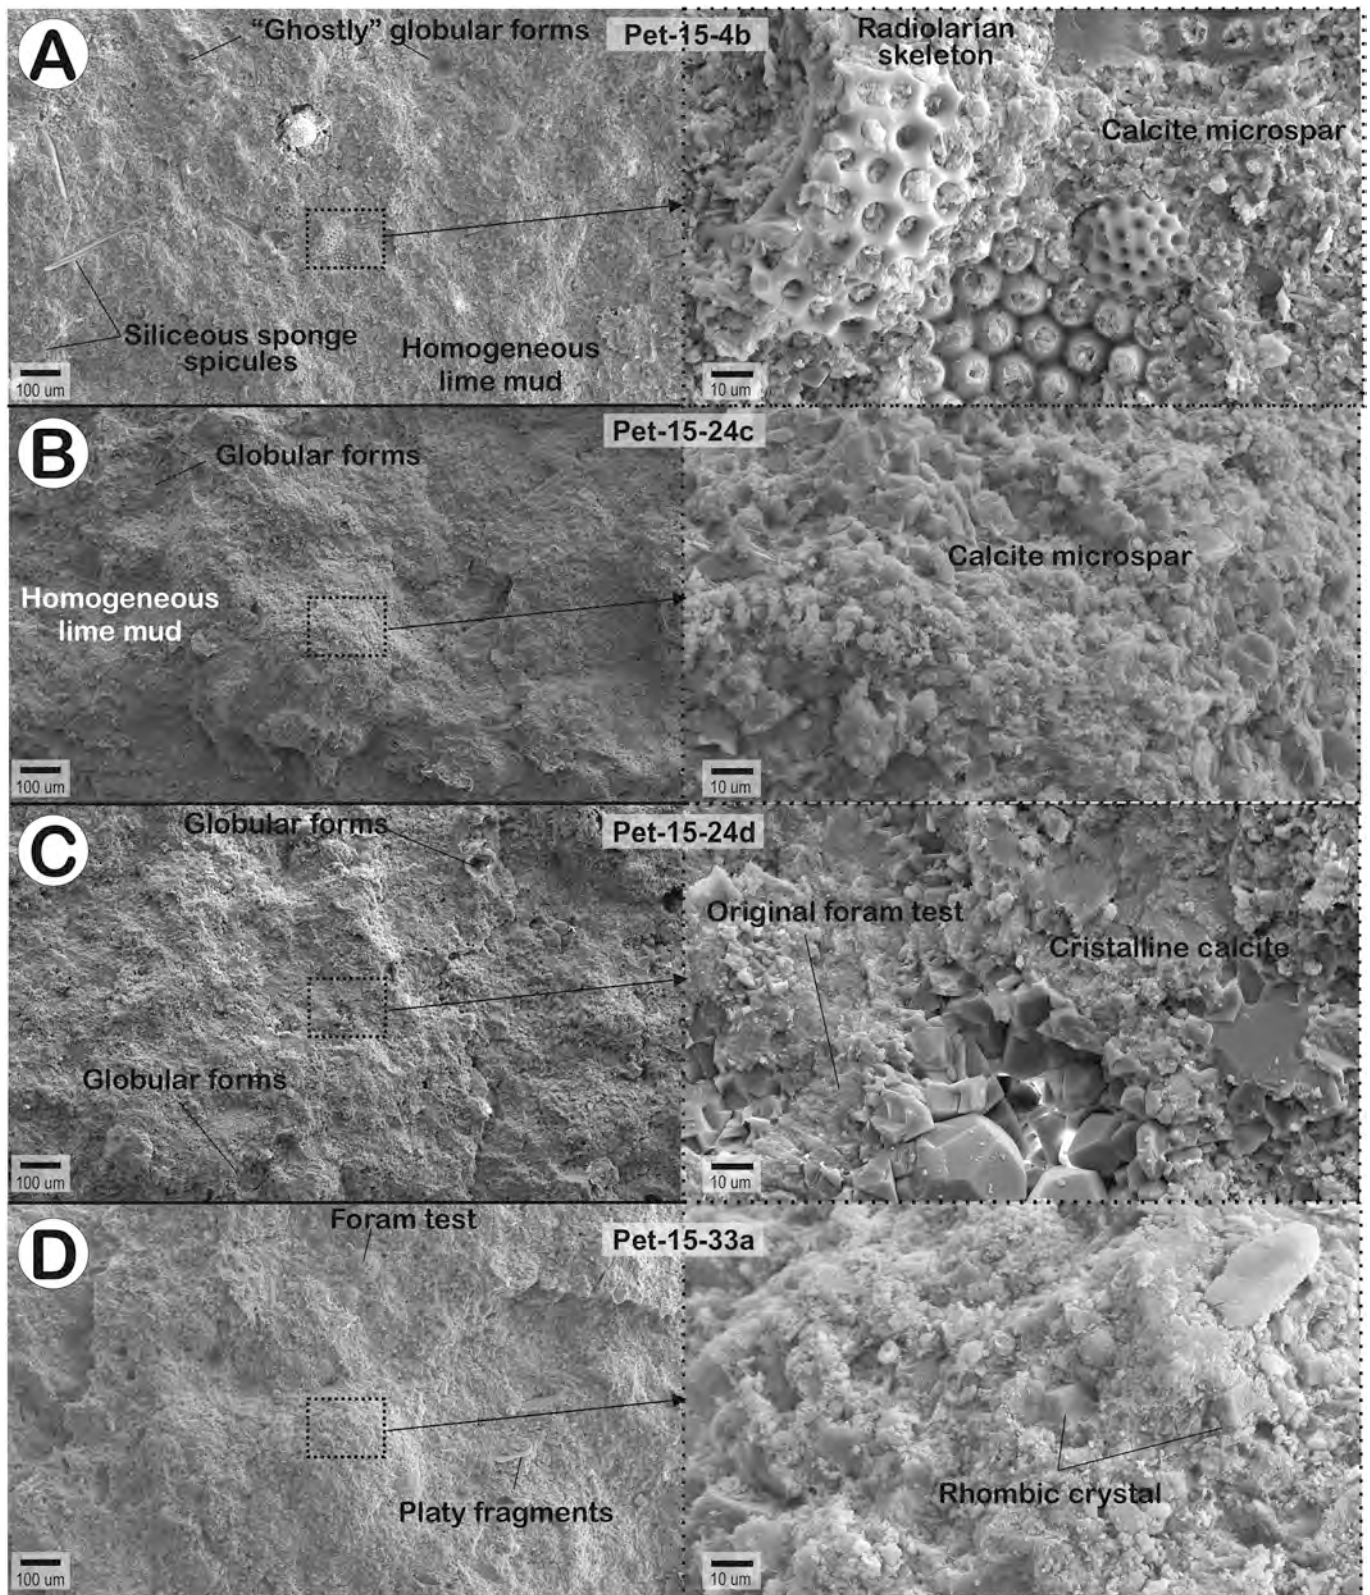 A
"Ghostly" globular forms
Pet-15-4b
Radiolarian
skeleton
Calcite microspar
Siliceous sponge
spicules
Homogeneous
lime mud
100 um
10 um
B
Pet-15-24c
Globular forms
Calcite microspar
Homogeneous
lime mud
100 um
10 um
C
Globular forms
Pet-15-24d
Original foram test
Cristalline calcite
Globular forms
100 um
10 um
D
Foram test
Pet-15-33a
Platy fragments
Rhombic crystal
100 um
10 um